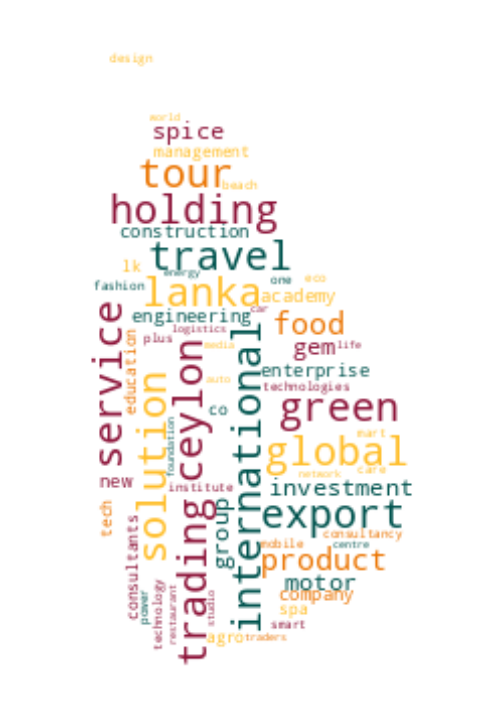 design
world
spice
management
tour
beach
holding
construction
travel
lk
energy
fashion
one
eco
lanka
academy
car
engineering
food
service
education
plus
logistics
media
gem
life
enterprise
auto
technologies
solution
ceylon
international
co
green
foundation
mart
global
care
network
new
institute
investment
tech
trading
group
export
consultants
consultancy
mobile
centre
product
motor
technology
power
restaurant
studio
company
spa
smart
agro
traders